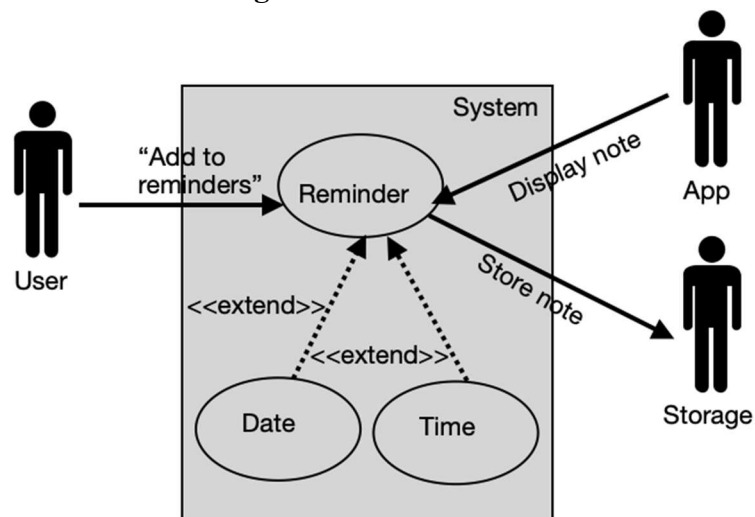 System
“Add to
reminders”
Reminder
Display note
App
User
Store note
<<extend>>
<<extend>>
Date
Time
Storage